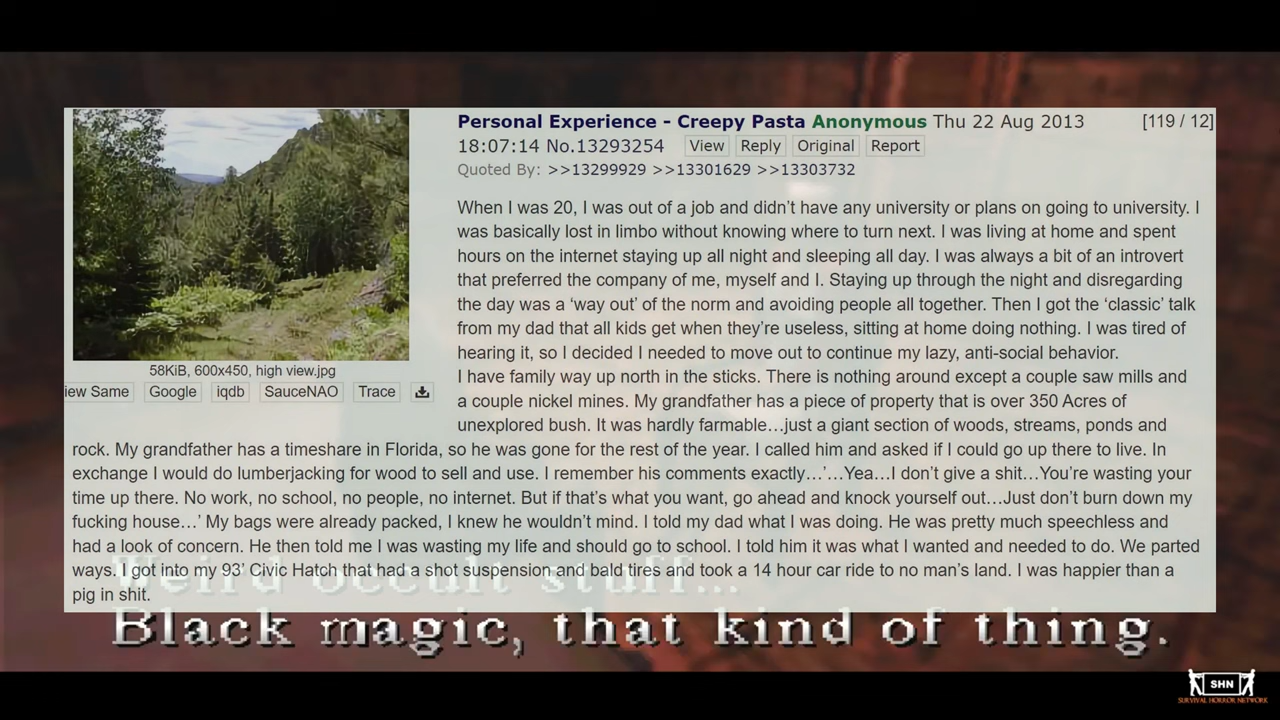 Personal Experience - Creepy Pasta Anonymous Thu 22 Aug 2013 [119 / 12]
18:07:14 No.13293254 View Reply Original Report
Quoted By: >>13299929 >>13301629 >>13303732
58KiB, 600x450, high view.jpg
iew Same Google iqdb SauceNAO Trace
When I was 20, I was out of a job and didn’t have any university or plans on going to university. I
was basically lost in limbo without knowing where to turn next. I was living at home and spent
hours on the internet staying up all night and sleeping all day. I was always a bit of an introvert
that preferred the company of me, myself and I. Staying up through the night and disregarding
the day was a ‘way out’ of the norm and avoiding people all together. Then I got the ‘classic’ talk
from my dad that all kids get when they’re useless, sitting at home doing nothing. I was tired of
hearing it, so I decided I needed to move out to continue my lazy, anti-social behavior.
I have family way up north in the sticks. There is nothing around except a couple saw mills and
a couple nickel mines. My grandfather has a piece of property that is over 350 Acres of
unexplored bush. It was hardly farmable…just a giant section of woods, streams, ponds and
rock. My grandfather has a timeshare in Florida, so he was gone for the rest of the year. I called him and asked if I could go up there to live. In
exchange I would do lumberjacking for wood to sell and use. I remember his comments exactly…’…Yea…I don’t give a shit…You’re wasting your
time up there. No work, no school, no people, no internet. But if that’s what you want, go ahead and knock yourself out…Just don’t burn down my
fucking house…’ My bags were already packed, I knew he wouldn’t mind. I told my dad what I was doing. He was pretty much speechless and
had a look of concern. He then told me I was wasting my life and should go to school. I told him it was what I wanted and needed to do. We parted
ways. I got into my 93’ Civic Hatch that had a shot suspension and bald tires and took a 14 hour car ride to no man’s land. I was happier than a
pig in shit.
Weird occult stuff...
Black magic, that kind of thing.
SHN
SURVIVAL HORROR NETWORK